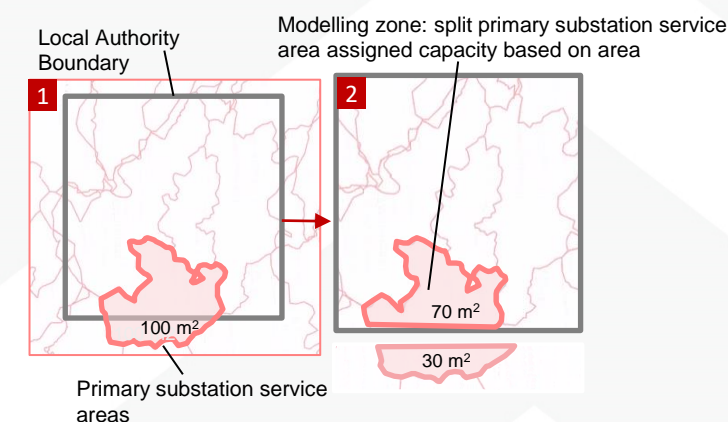 Local Authority
Boundary
Modelling zone: split primary substation service
area assigned capacity based on area
1
2
100 m²
70 m²
30 m²
Primary substation service
areas